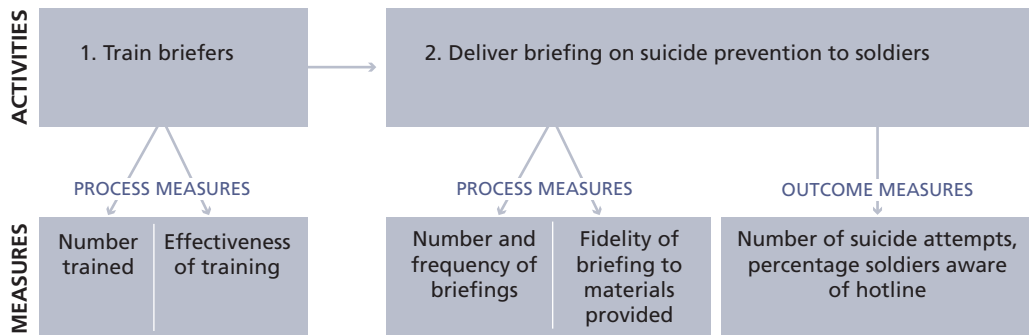 ACTIVITIES
1. Train briefers
2. Deliver briefing on suicide prevention to soldiers
PROCESS MEASURES
PROCESS MEASURES
OUTCOME MEASURES
MEASURES
Number
trained
Effectiveness
of training
Number and
frequency of
briefings
Fidelity of
briefing to
materials
provided
Number of suicide attempts,
percentage soldiers aware
of hotline